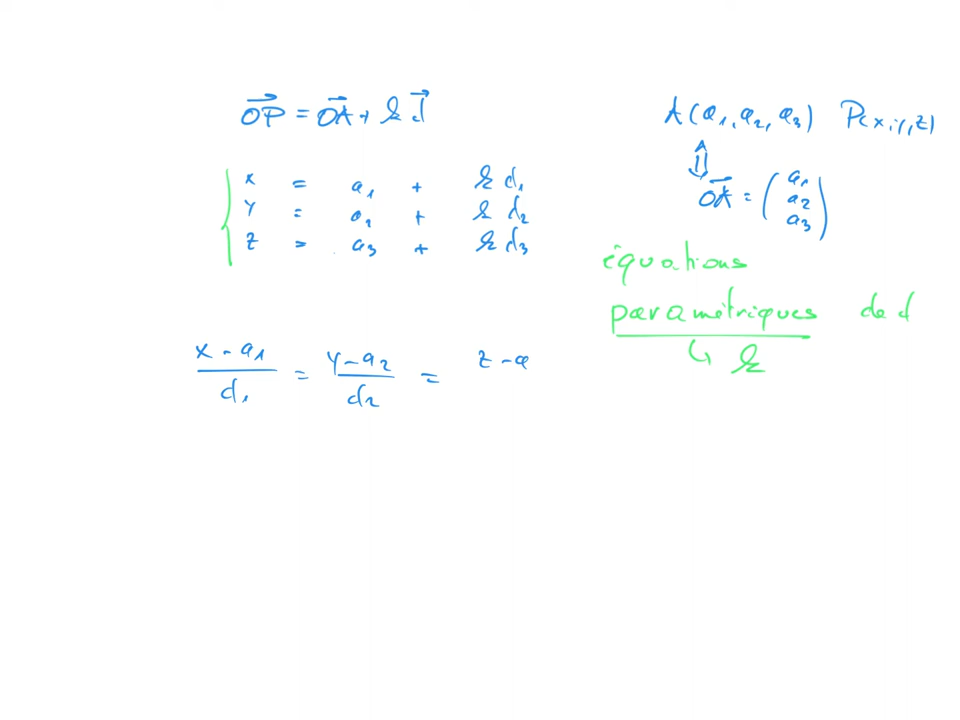 OP⃗ = OA⃗ + k d⃗
A(a₁, a₂, a₃) P(x, y, z)
⇕
OA⃗ = (a₁ a₂ a₃)
{ x = a₁ + k d₁
y = a₂ + k d₂
z = a₃ + k d₃
équations
paramétriques de d
↳ k
(x - a₁)/d₁ = (y - a₂)/d₂ = z - a